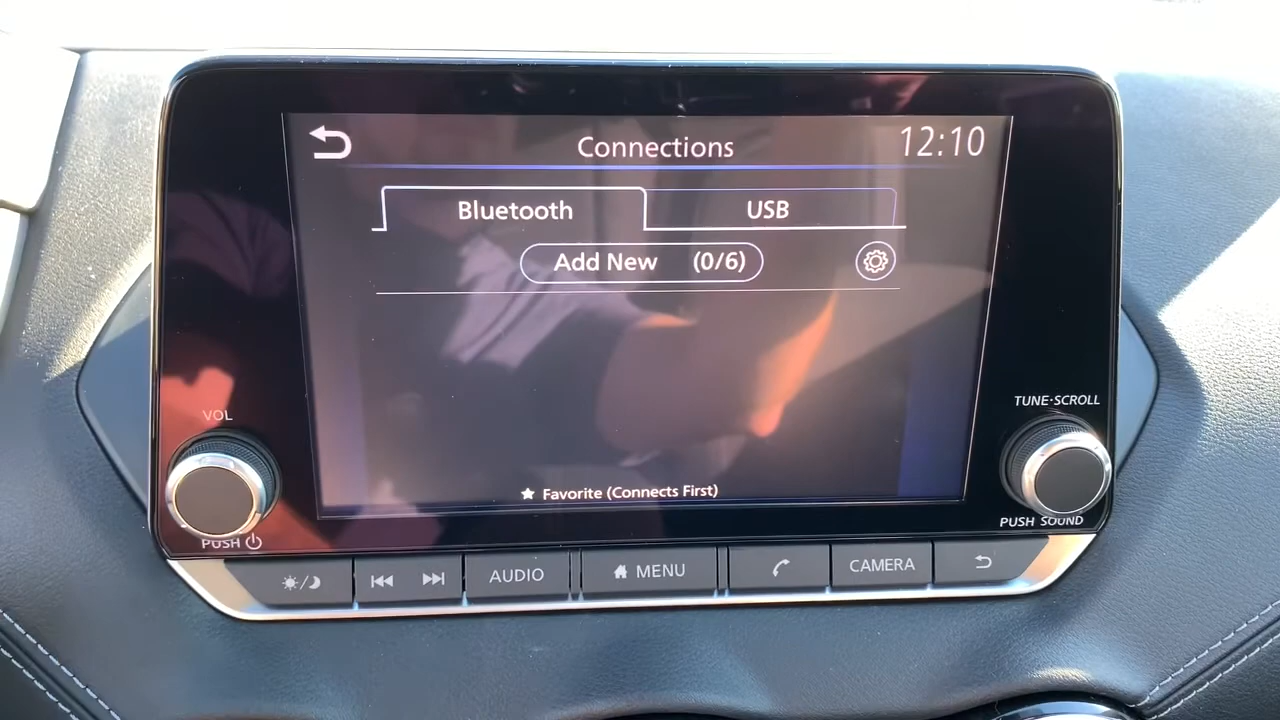 Connections
12:10
Bluetooth
USB
Add New (0/6)
★ Favorite (Connects First)
VOL
PUSH
TUNE·SCROLL
PUSH SOUND
AUDIO
MENU
CAMERA